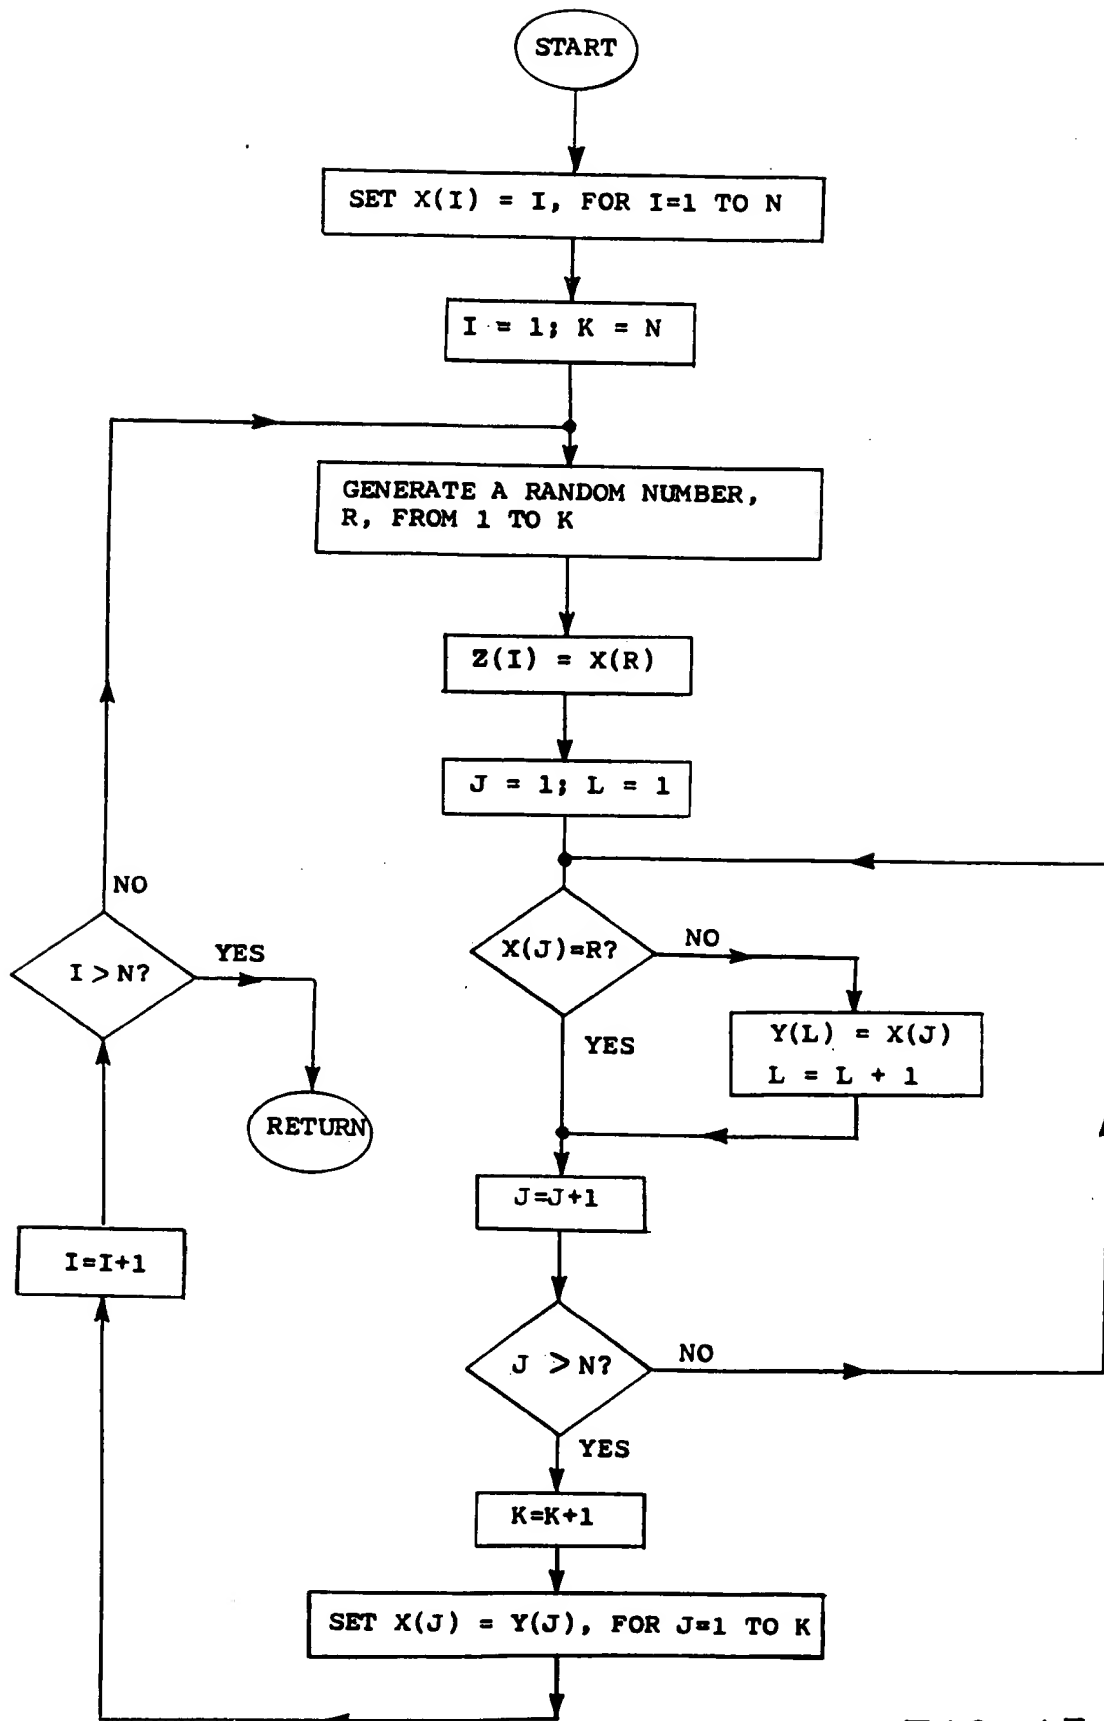 START
SET X(I) = I, FOR I=1 TO N
I = 1; K = N
GENERATE A RANDOM NUMBER,
R, FROM 1 TO K
Z(I) = X(R)
J = 1; L = 1
NO
X(J)=R?
NO
I > N?
YES
Y(L) = X(J)
L = L + 1
YES
RETURN
J=J+1
I=I+1
J > N?
NO
YES
K=K+1
SET X(J) = Y(J), FOR J=1 TO K